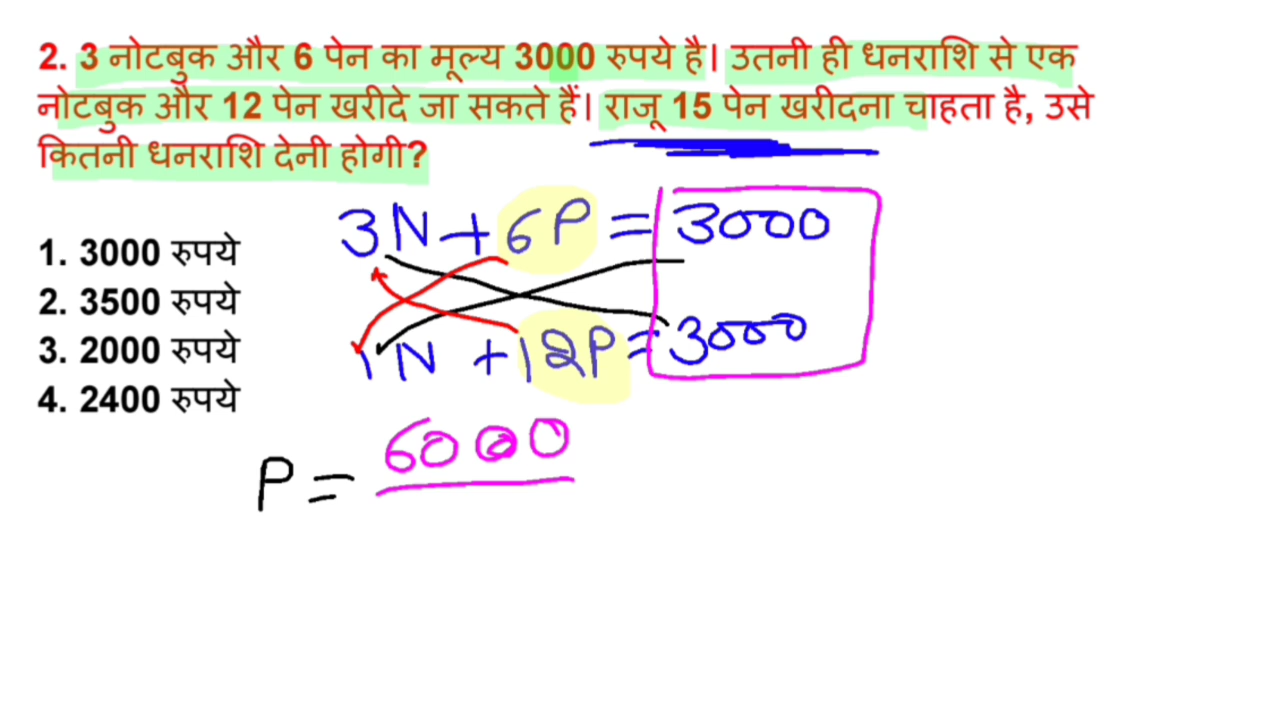 2. 3 नोटबुक और 6 पेन का मूल्य 3000 रुपये है। उतनी ही धनराशि से एक
नोटबुक और 12 पेन खरीदे जा सकते हैं। राजू 15 पेन खरीदना चाहता है, उसे
कितनी धनराशि देनी होगी?
1. 3000 रुपये
2. 3500 रुपये
3. 2000 रुपये
4. 2400 रुपये
3N+6P=3000
1N+12P=3000
P=6000